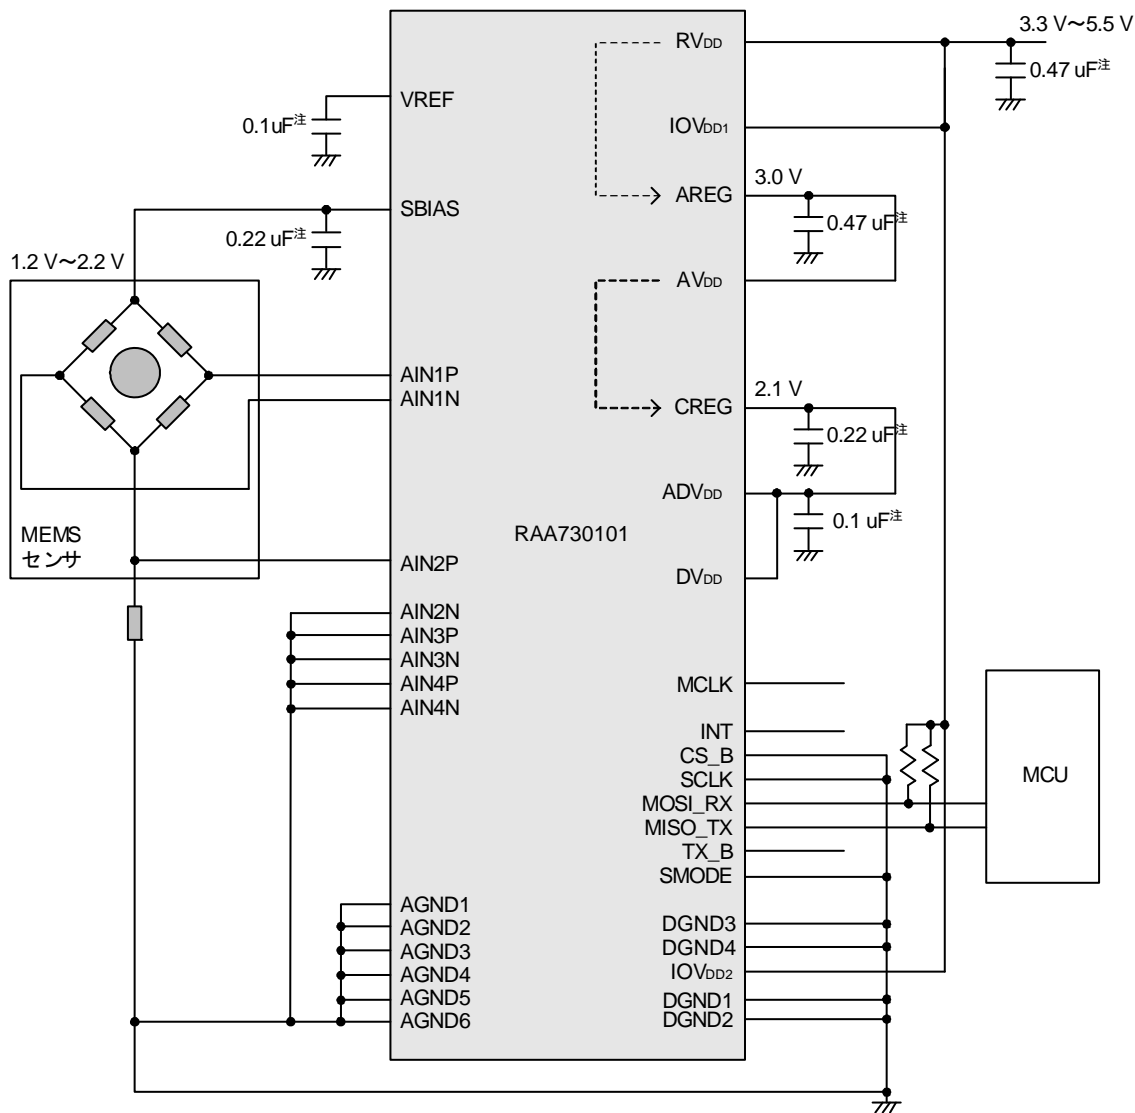 3.3 V～5.5 V
RVDD
0.47 uF注
VREF
0.1uF注
IOVDD1
3.0 V
AREG
SBIAS
0.47 uF注
0.22 uF注
1.2 V～2.2 V
AVDD
AIN1P
AIN1N
2.1 V
CREG
0.22 uF注
ADVDD
0.1 uF注
RAA730101
MEMS
センサ
AIN2P
DVDD
AIN2N
AIN3P
AIN3N
AIN4P
AIN4N
MCLK
INT
CS_B
SCLK
MOSI_RX
MISO_TX
TX_B
SMODE
MCU
AGND1
AGND2
AGND3
AGND4
AGND5
AGND6
DGND3
DGND4
IOVDD2
DGND1
DGND2